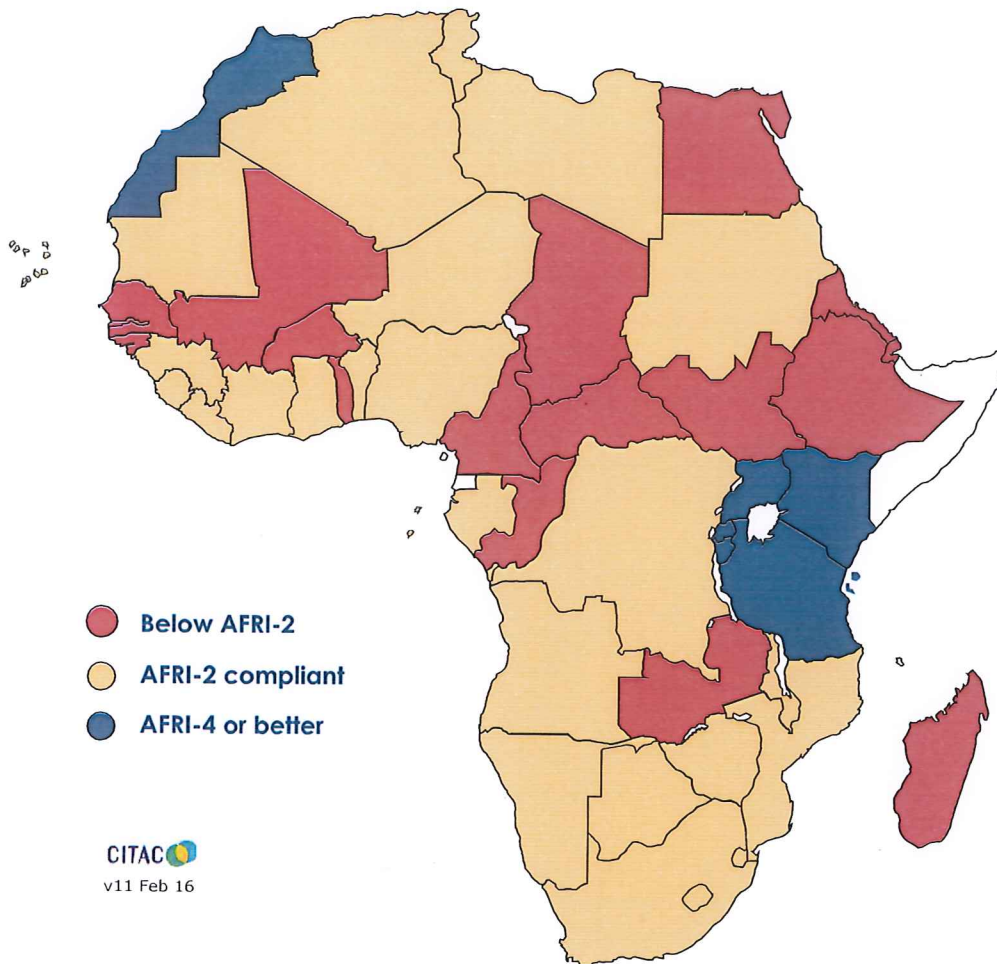 Below AFRI-2
AFRI-2 compliant
AFRI-4 or better
CITAC
v11 Feb 16